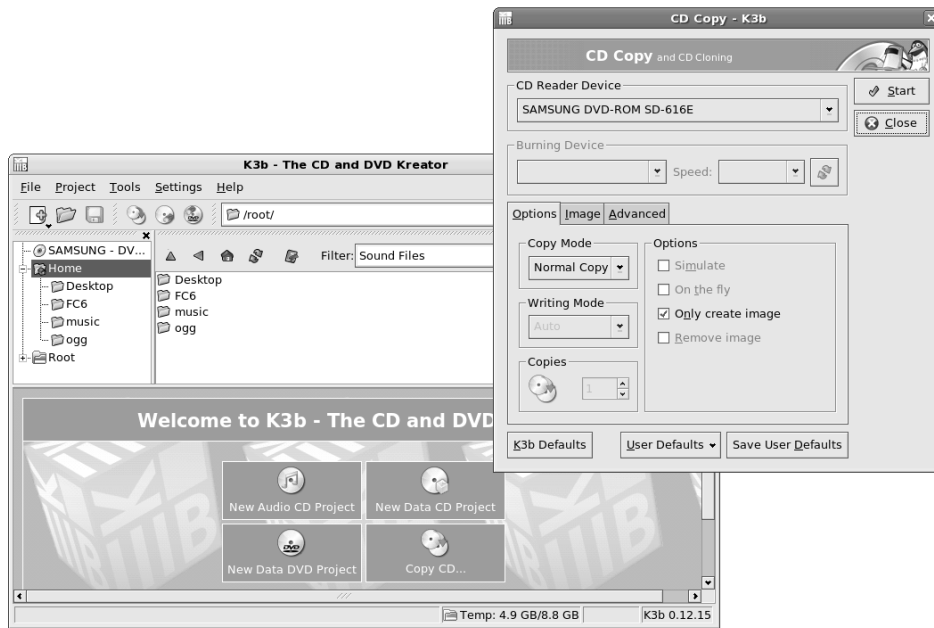 CD Copy - K3b
CD Copy and CD Cloning
CD Reader Device
SAMSUNG DVD-ROM SD-616E
Start
Close
Burning Device
Speed:
Options Image Advanced
Copy Mode
Normal Copy
Writing Mode
Auto
Copies
1
Options
Simulate
On the fly
Only create image
Remove image
K3b Defaults
User Defaults
Save User Defaults
K3b - The CD and DVD Kreator
File Project Tools Settings Help
/root/
SAMSUNG - DV...
Home
Desktop
FC6
music
ogg
Root
Filter: Sound Files
Desktop
FC6
music
ogg
Welcome to K3b - The CD and DVD
New Audio CD Project
New Data CD Project
DVD
New Data DVD Project
Copy CD...
Temp: 4.9 GB/8.8 GB
K3b 0.12.15